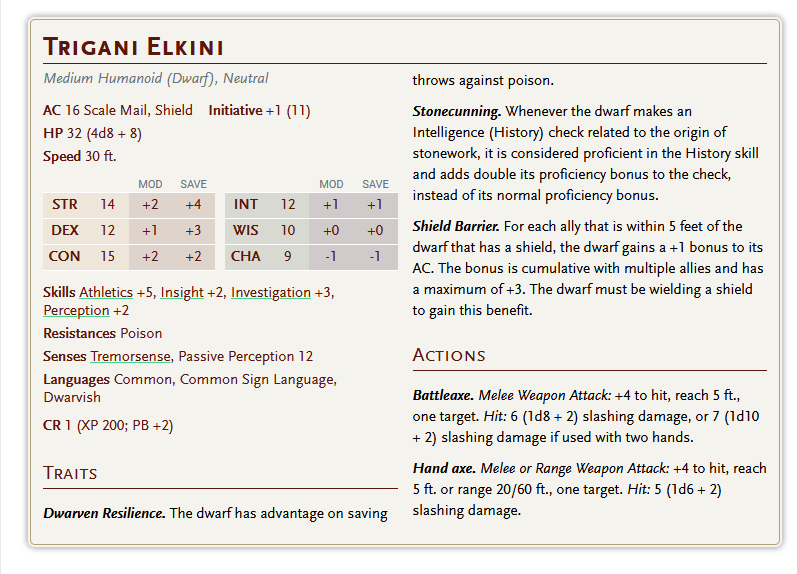 Trigani Elkini
Medium Humanoid (Dwarf), Neutral
AC 16 Scale Mail, Shield Initiative +1 (11)
HP 32 (4d8 + 8)
Speed 30 ft.
MOD SAVE MOD SAVE
STR 14 +2 +4 INT 12 +1 +1
DEX 12 +1 +3 WIS 10 +0 +0
CON 15 +2 +2 CHA 9 -1 -1
Skills Athletics +5, Insight +2, Investigation +3,
Perception +2
Resistances Poison
Senses Tremorsense, Passive Perception 12
Languages Common, Common Sign Language,
Dwarvish
CR 1 (XP 200; PB +2)
Traits
Dwarven Resilience. The dwarf has advantage on saving
throws against poison.
Stonecunning. Whenever the dwarf makes an
Intelligence (History) check related to the origin of
stonework, it is considered proficient in the History skill
and adds double its proficiency bonus to the check,
instead of its normal proficiency bonus.
Shield Barrier. For each ally that is within 5 feet of the
dwarf that has a shield, the dwarf gains a +1 bonus to its
AC. The bonus is cumulative with multiple allies and has
a maximum of +3. The dwarf must be wielding a shield
to gain this benefit.
Actions
Battleaxe. Melee Weapon Attack: +4 to hit, reach 5 ft.,
one target. Hit: 6 (1d8 + 2) slashing damage, or 7 (1d10
+ 2) slashing damage if used with two hands.
Hand axe. Melee or Range Weapon Attack: +4 to hit, reach
5 ft. or range 20/60 ft., one target. Hit: 5 (1d6 + 2)
slashing damage.